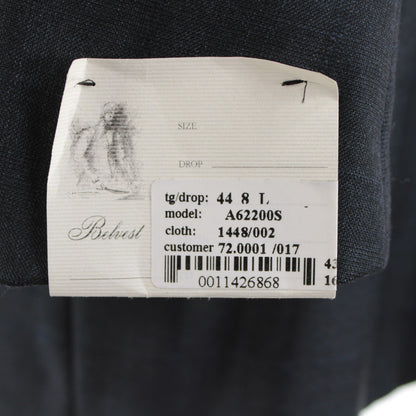 SIZE
DROP
Belvest
tg/drop: 44 8 L
model: A62200S
cloth: 1448/002
customer 72.0001 /017
0011426868